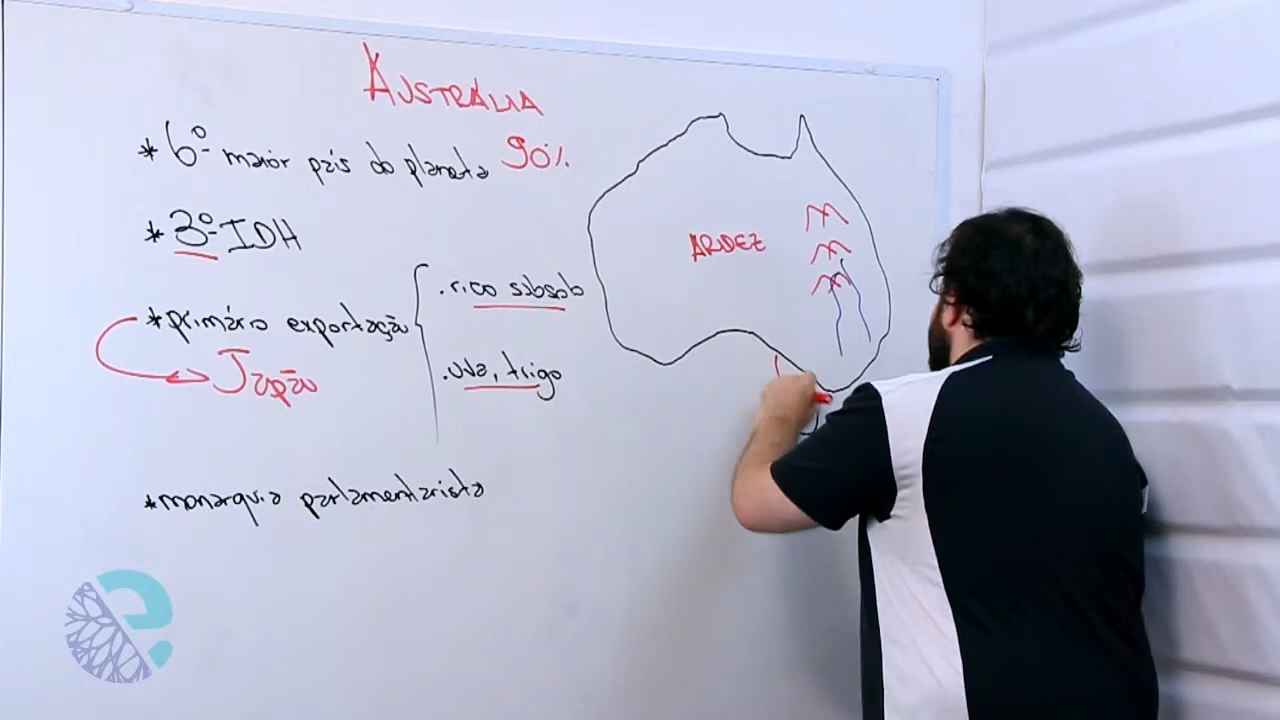 AUSTRÁLIA
* 6º maior país do planeta 90%
* 3º IDH
* primário exportação
. rico subsolo
. uva, trigo
Japão
* monarquia parlamentarista
ARIDEZ